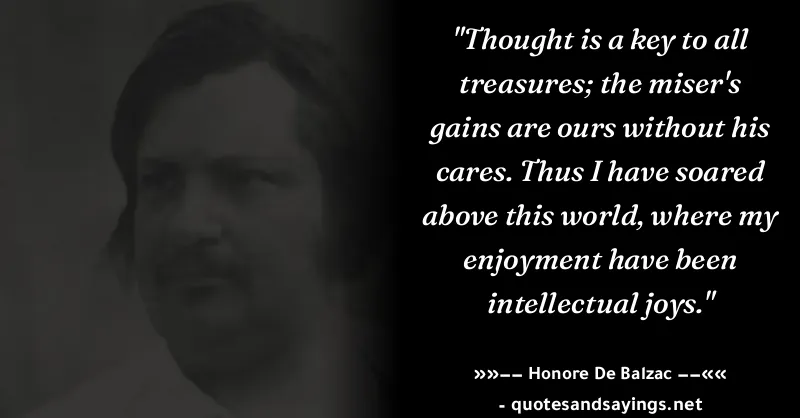 "Thought is a key to all
treasures; the miser's
gains are ours without his
cares. Thus I have soared
above this world, where my
enjoyment have been
intellectual joys."
»»–– Honore De Balzac ––««
- quotesandsayings.net